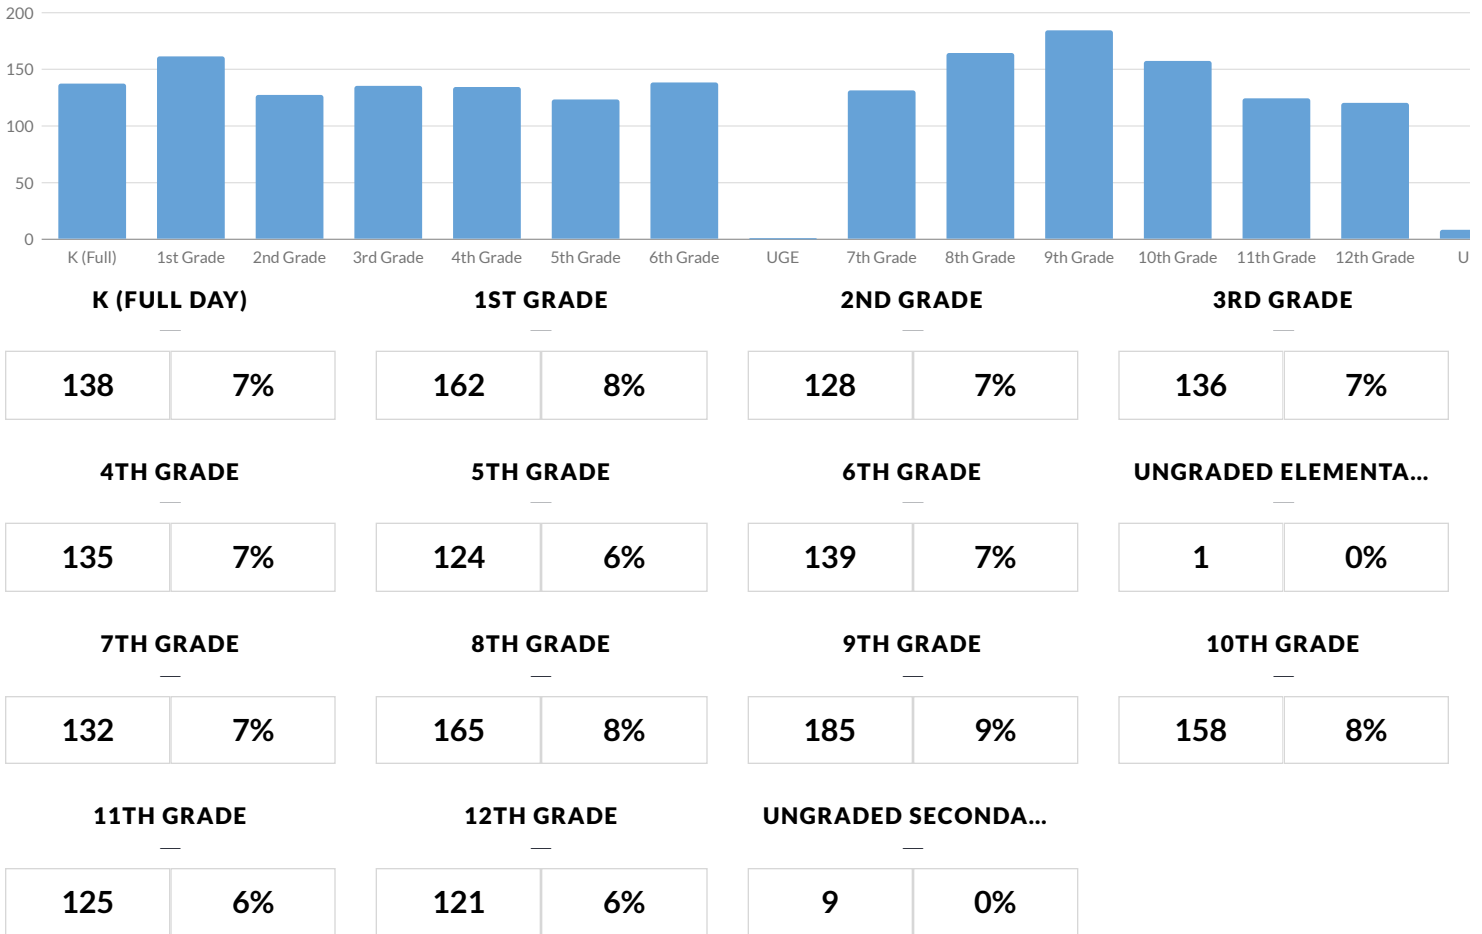 200
150
100
50
0
K (Full) 1st Grade 2nd Grade 3rd Grade 4th Grade 5th Grade 6th Grade UGE 7th Grade 8th Grade 9th Grade 10th Grade 11th Grade 12th Grade U
K (FULL DAY) 1ST GRADE 2ND GRADE 3RD GRADE
138 7% 162 8% 128 7% 136 7%
4TH GRADE 5TH GRADE 6TH GRADE UNGRADED ELEMENTA...
135 7% 124 6% 139 7% 1 0%
7TH GRADE 8TH GRADE 9TH GRADE 10TH GRADE
132 7% 165 8% 185 9% 158 8%
11TH GRADE 12TH GRADE UNGRADED SECONDA...
125 6% 121 6% 9 0%